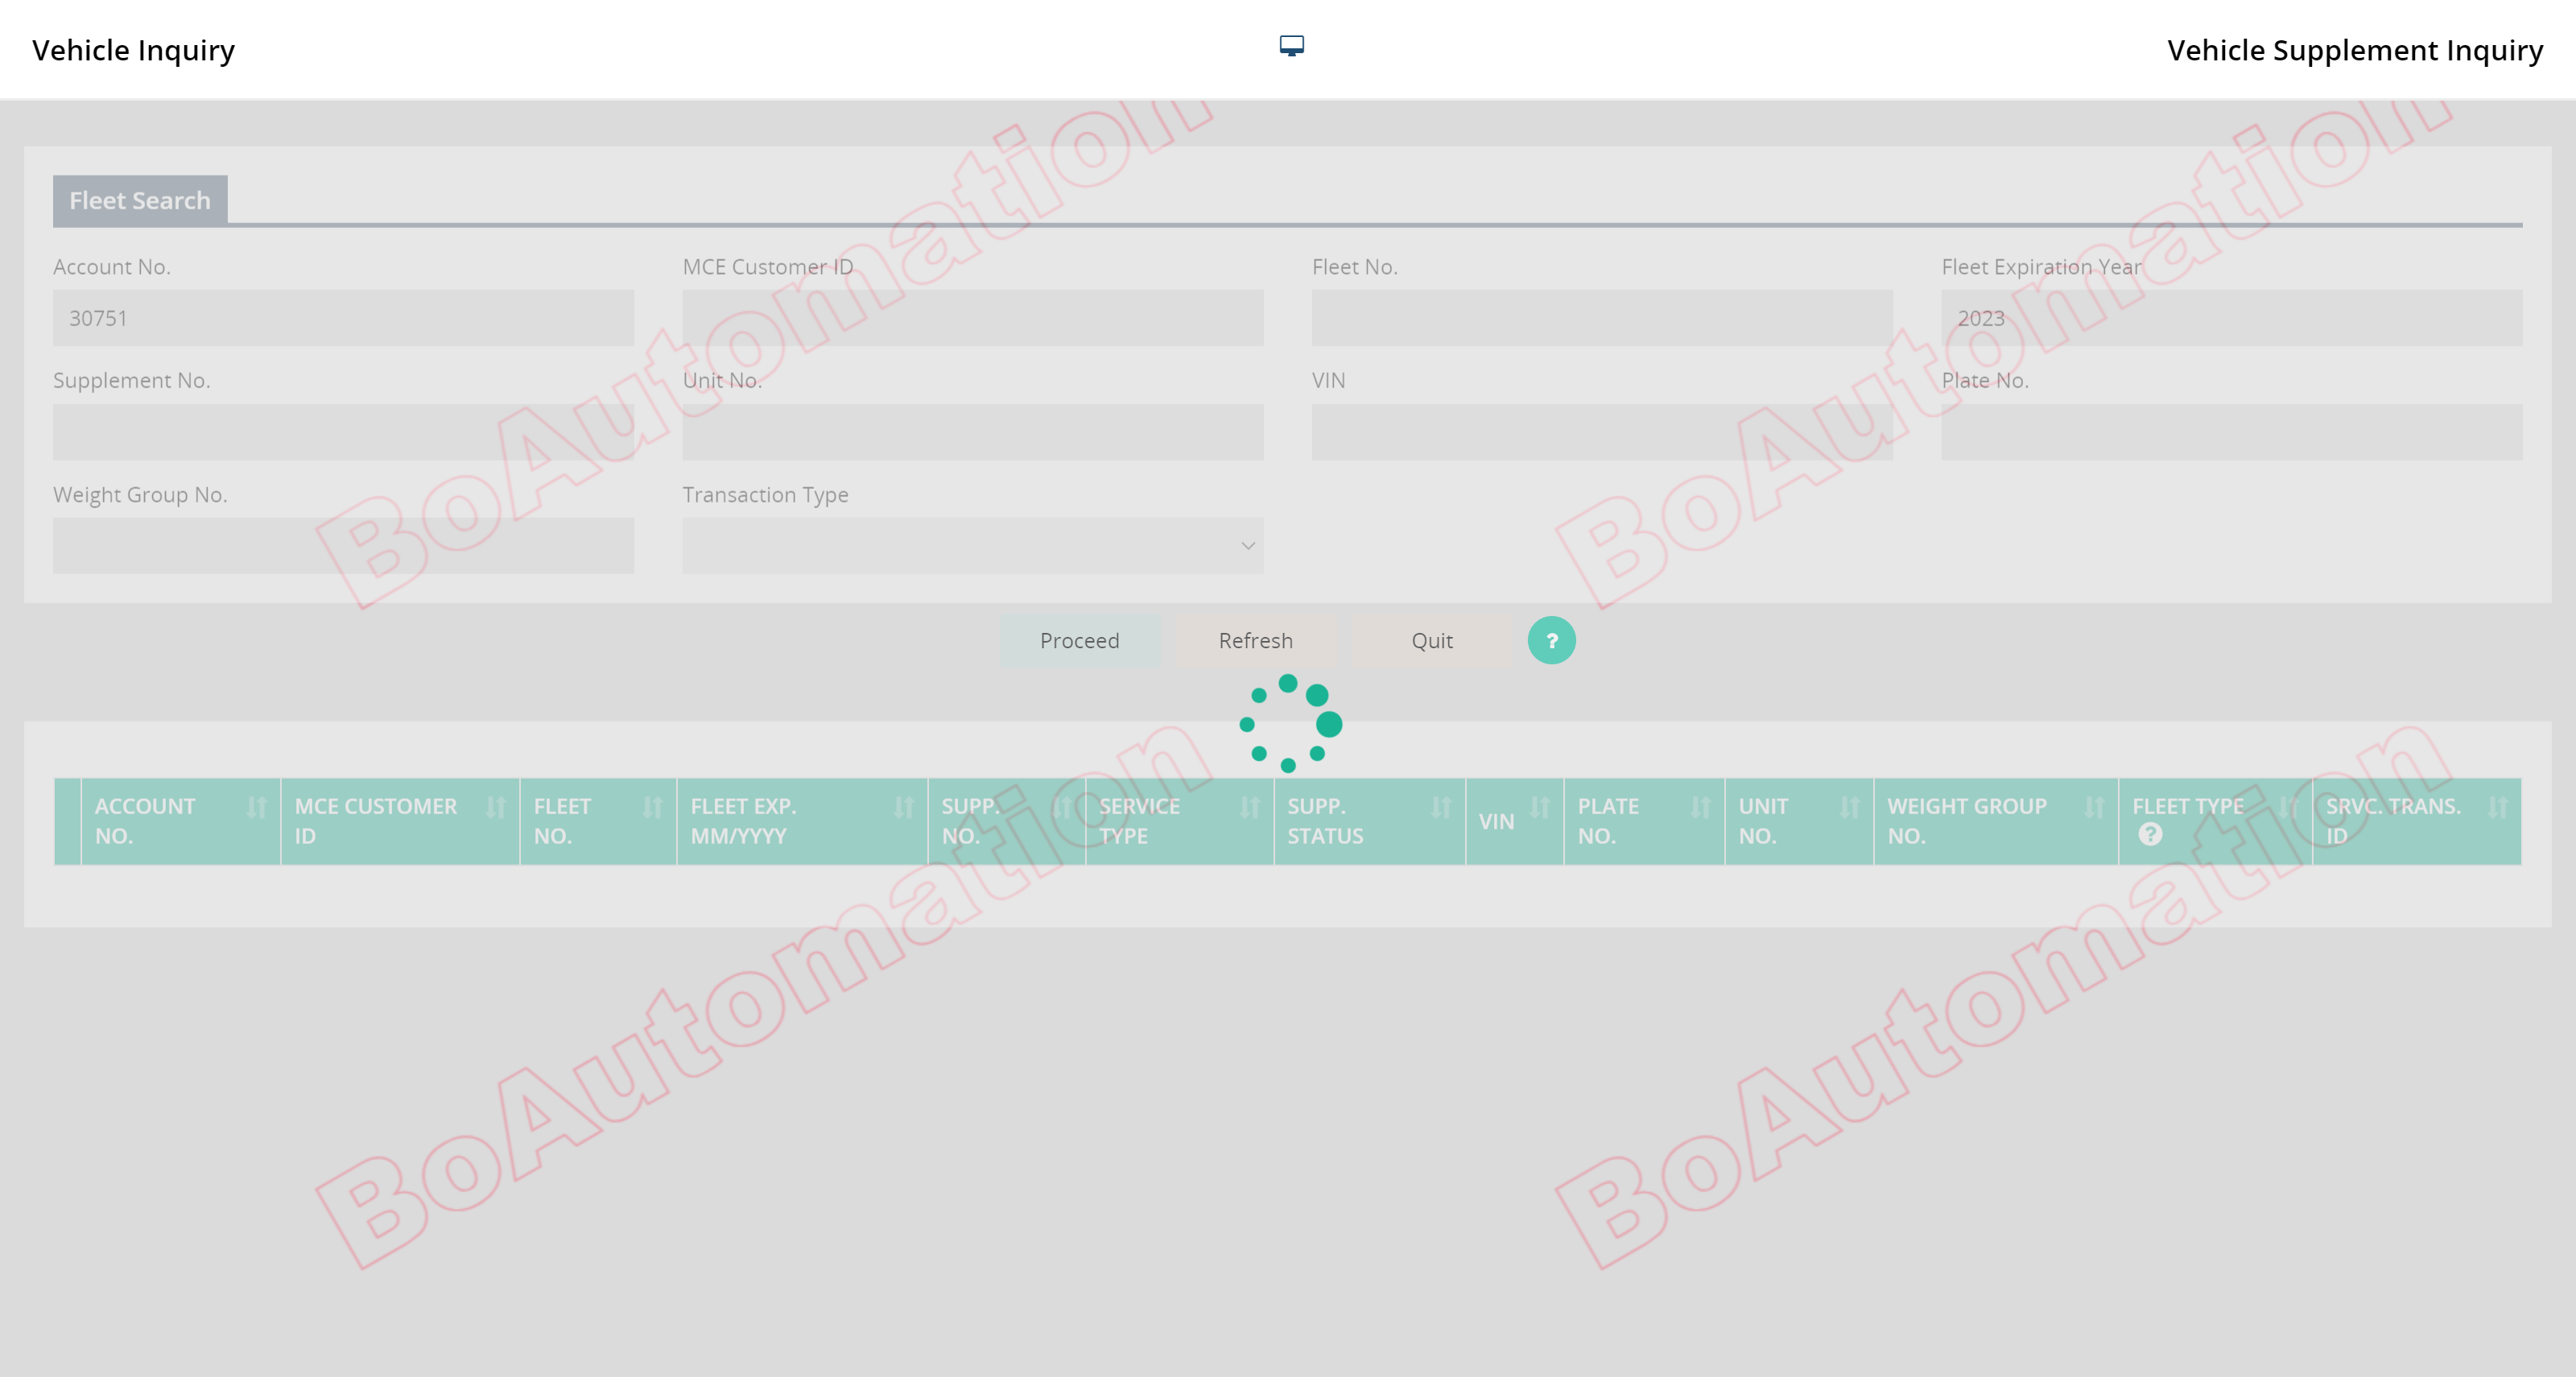 Vehicle Inquiry
Vehicle Supplement Inquiry
Fleet Search
Account No.
MCE Customer ID
Fleet No.
Fleet Expiration Year
30751
2023
Supplement No.
Unit No.
VIN
Plate No.
Weight Group No.
Transaction Type
Proceed
Refresh
Quit
?
ACCOUNT
NO.
MCE CUSTOMER
ID
FLEET
NO.
FLEET EXP.
MM/YYYY
SUPP.
NO.
SERVICE
TYPE
SUPP.
STATUS
VIN
PLATE
NO.
UNIT
NO.
WEIGHT GROUP
NO.
FLEET TYPE
?
SRVC. TRANS.
ID
BoAutomation
BoAutomation
BoAutomation
BoAutomation